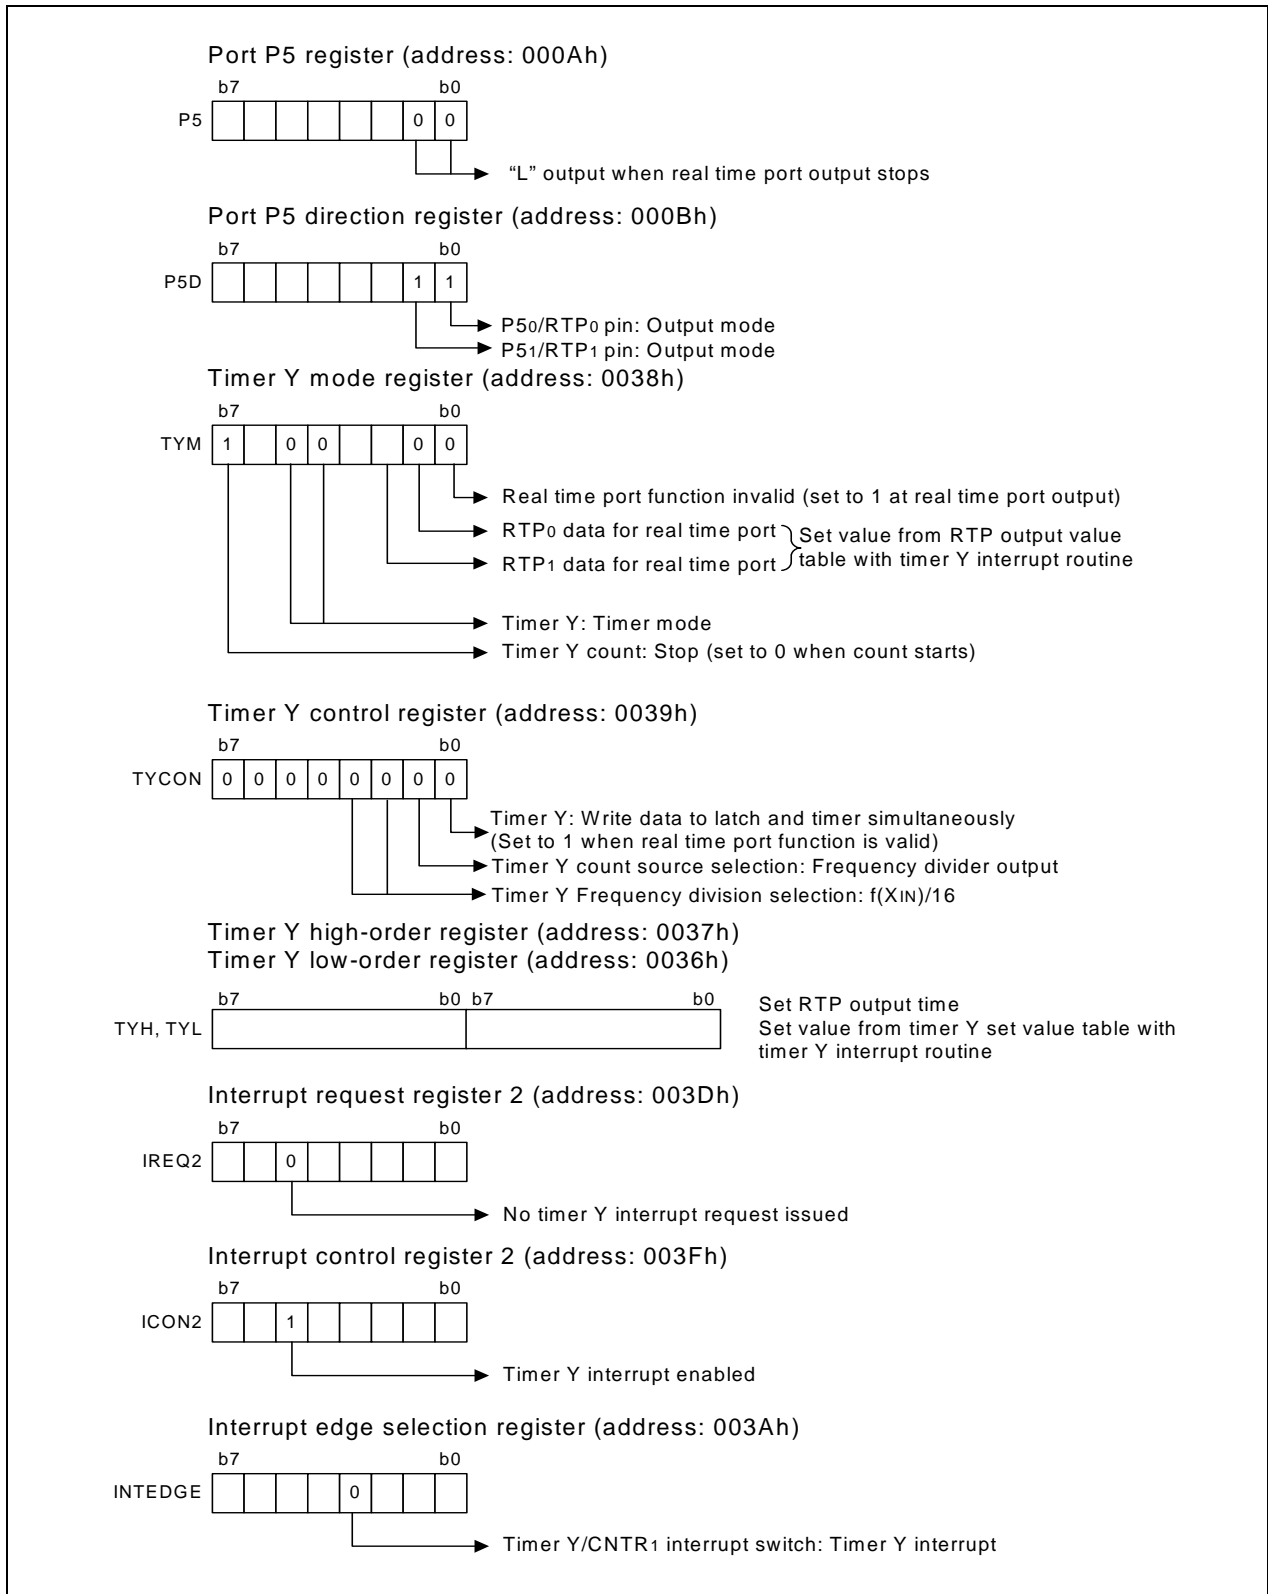 Port P5 register (address: 000Ah)
b7 b0
P5 0 0
“L” output when real time port output stops
Port P5 direction register (address: 000Bh)
b7 b0
P5D 1 1
P50/RTP0 pin: Output mode
P51/RTP1 pin: Output mode
Timer Y mode register (address: 0038h)
b7 b0
TYM 1 0 0 0 0
Real time port function invalid (set to 1 at real time port output)
RTP0 data for real time port
RTP1 data for real time port
Set value from RTP output value
table with timer Y interrupt routine
Timer Y: Timer mode
Timer Y count: Stop (set to 0 when count starts)
Timer Y control register (address: 0039h)
b7 b0
TYCON 0 0 0 0 0 0 0 0
Timer Y: Write data to latch and timer simultaneously
(Set to 1 when real time port function is valid)
Timer Y count source selection: Frequency divider output
Timer Y Frequency division selection: f(XIN)/16
Timer Y high-order register (address: 0037h)
Timer Y low-order register (address: 0036h)
b7 b0 b7 b0
TYH, TYL
Set RTP output time
Set value from timer Y set value table with
timer Y interrupt routine
Interrupt request register 2 (address: 003Dh)
b7 b0
IREQ2 0
No timer Y interrupt request issued
Interrupt control register 2 (address: 003Fh)
b7 b0
ICON2 1
Timer Y interrupt enabled
Interrupt edge selection register (address: 003Ah)
b7 b0
INTEDGE 0
Timer Y/CNTR1 interrupt switch: Timer Y interrupt